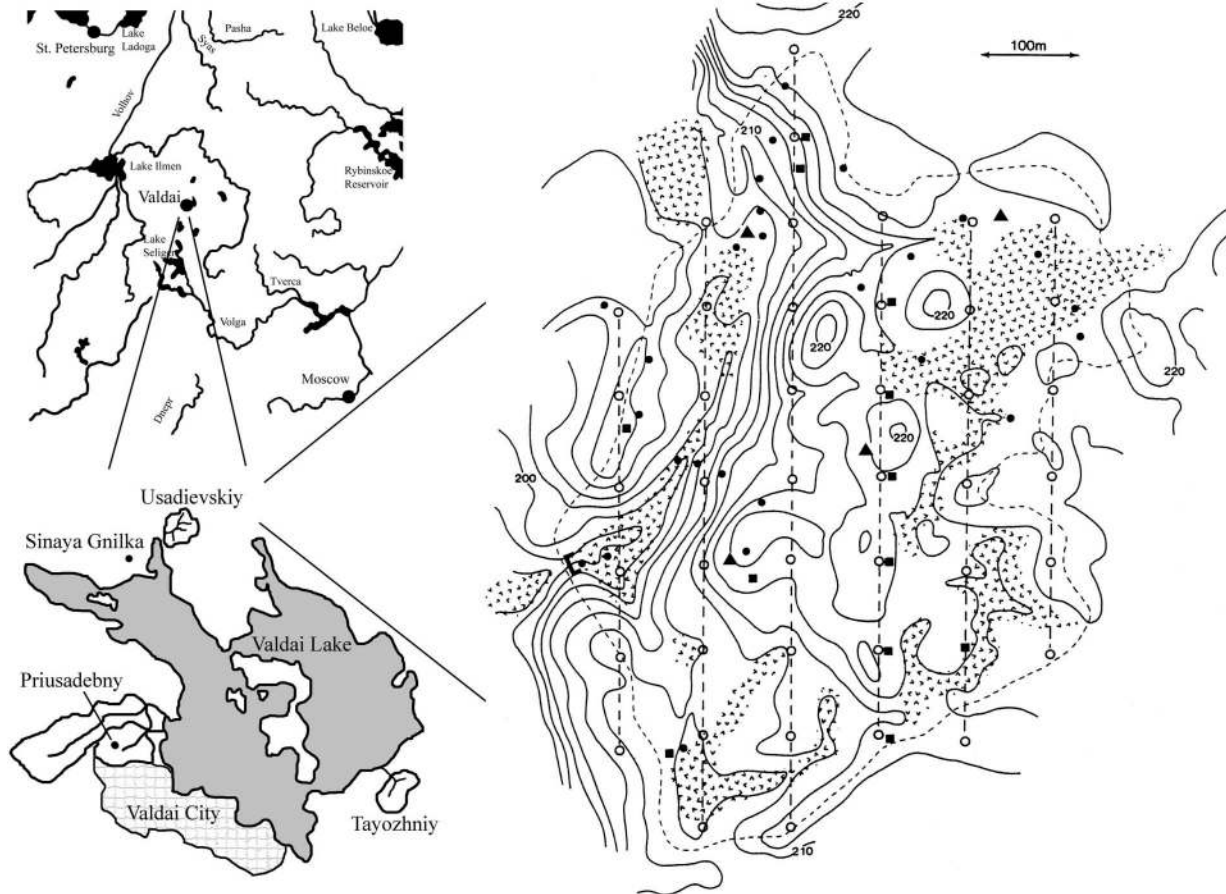 St. Petersburg
Lake
Ladoga
Pasha
Syas
Lake Beloe
Volhov
Lake Ilmen
Rybinskoe
Reservoir
Valdai
Lake
Seliger
Tverca
Volga
Moscow
Dnepr
Usadievskiy
Sinaya Gnilka
Valdai Lake
Priusadebny
Valdai City
Tayozhniy
220
100m
210
220
220
220
220
200
210